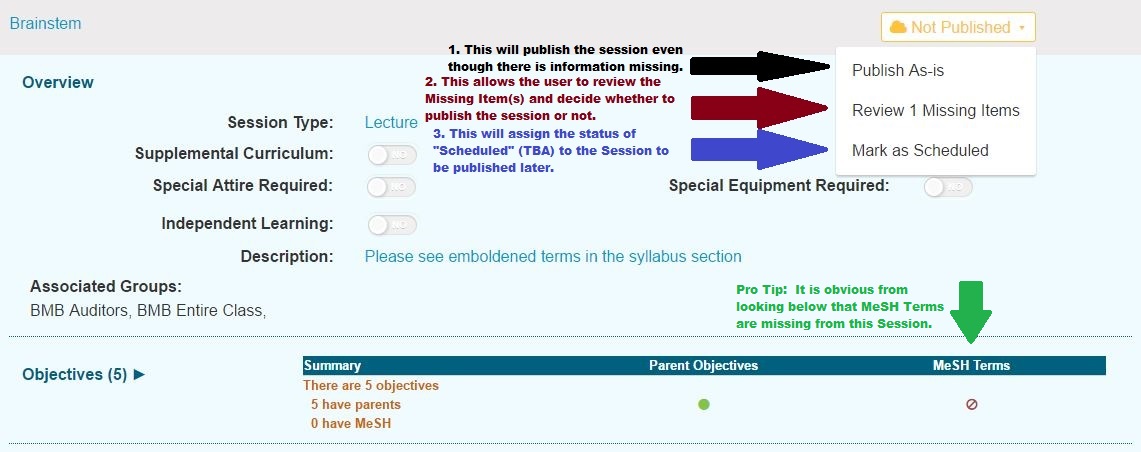 Brainstem
Not Published
1. This will publish the session even
though there is information missing.
Publish As-is
Overview
2. This allows the user to review the
Missing Item(s) and decide whether to
publish the session or not.
Review 1 Missing Items
Session Type: Lecture
3. This will assign the status of
"Scheduled" (TBA) to the Session to
be published later.
Mark as Scheduled
Supplemental Curriculum: NO
Special Attire Required: NO
Special Equipment Required: NO
Independent Learning: NO
Description: Please see emboldened terms in the syllabus section
Associated Groups:
BMB Auditors, BMB Entire Class,
Pro Tip: It is obvious from
looking below that MeSH Terms
are missing from this Session.
Objectives (5)
Summary Parent Objectives MeSH Terms
There are 5 objectives
5 have parents
0 have MeSH